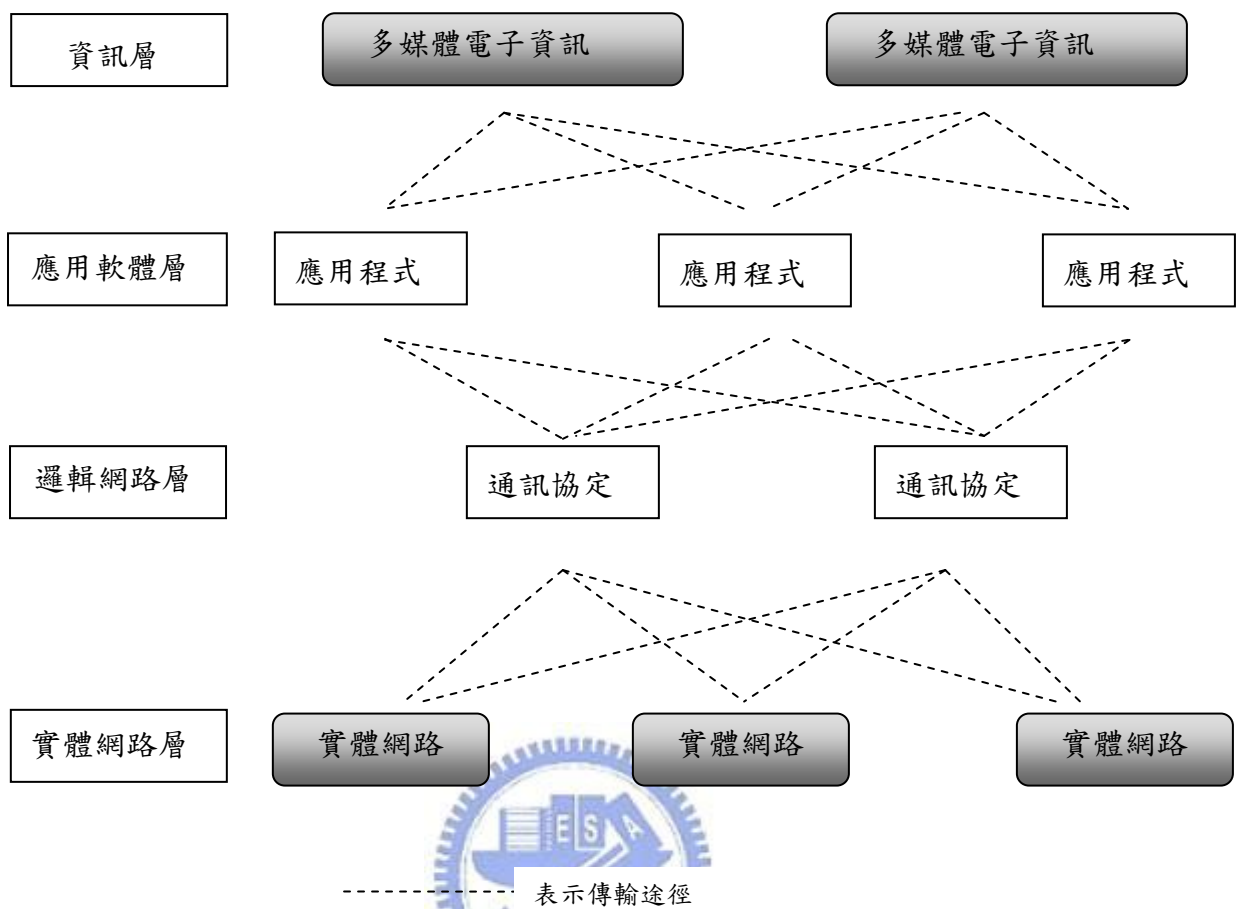 資訊層
多媒體電子資訊
多媒體電子資訊
應用軟體層
應用程式
應用程式
應用程式
邏輯網路層
通訊協定
通訊協定
實體網路層
實體網路
實體網路
實體網路
ESA
表示傳輸途徑